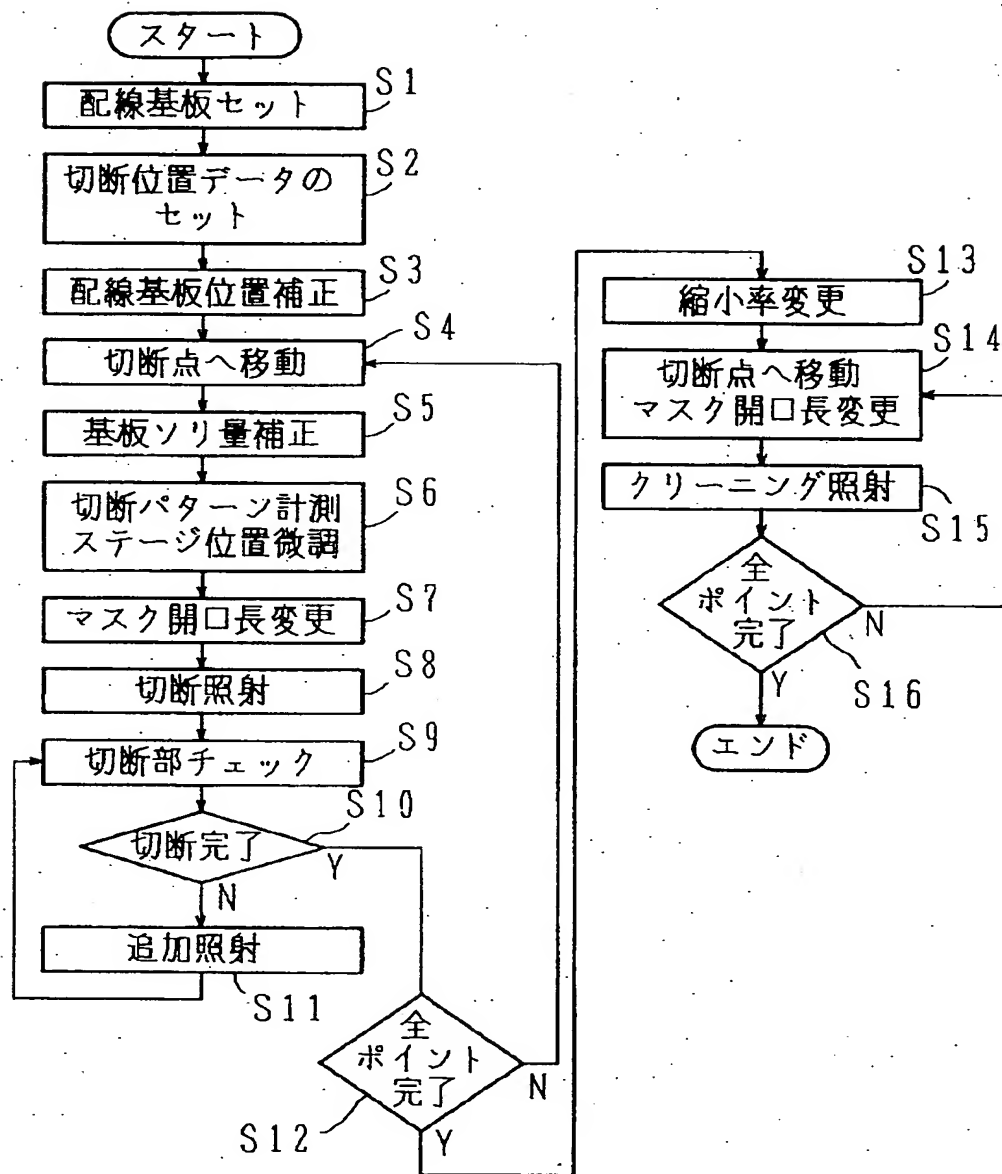 スタート
S1
配線基板セット
S2
切断位置データの
セット
S3
配線基板位置補正
S4
切断点へ移動
S5
基板ソリ量補正
S6
切断パターン計測
ステージ位置微調
S7
マスク開口長変更
S8
切断照射
S9
切断部チェック
S10
切断完了
Y
N
追加照射
S11
全
ポイント
完了
N
S12
Y
S13
縮小率変更
S14
切断点へ移動
マスク開口長変更
クリーニング照射
S15
全
ポイント
完了
N
Y
S16
エンド